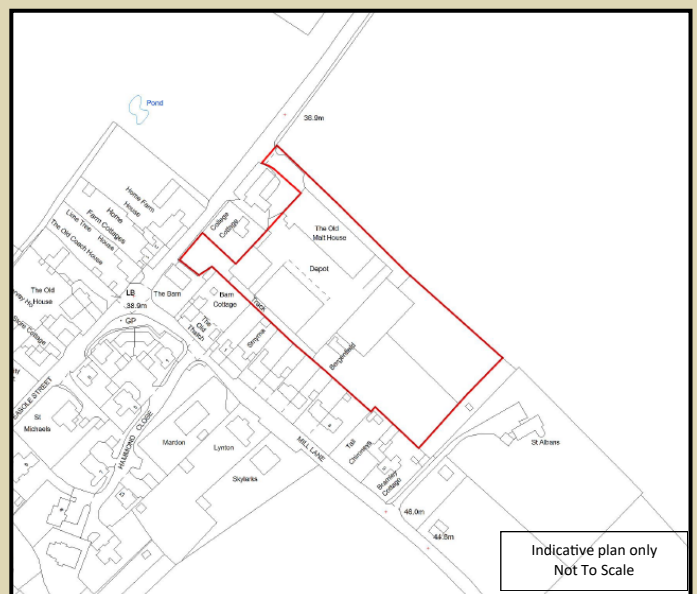 Pond
36.9m
Home Farm
House
Home
Farm Cottages
Lime Tree
House
The Old Coach House
College
Cottage
The Old
Malt House
Depot
The Old
House
LB
38.9m
The Barn
Barn
Cottage
Track
GP
The
Old
Thatch
Smyrna
Bergenfield
St
Michaels
HAMMOND CLOSE
Mardon
Lynton
Skylarks
MILL LANE
Tall
Chimneys
Bramley
Cottage
St Albans
46.0m
44.8m
Indicative plan only
Not To Scale